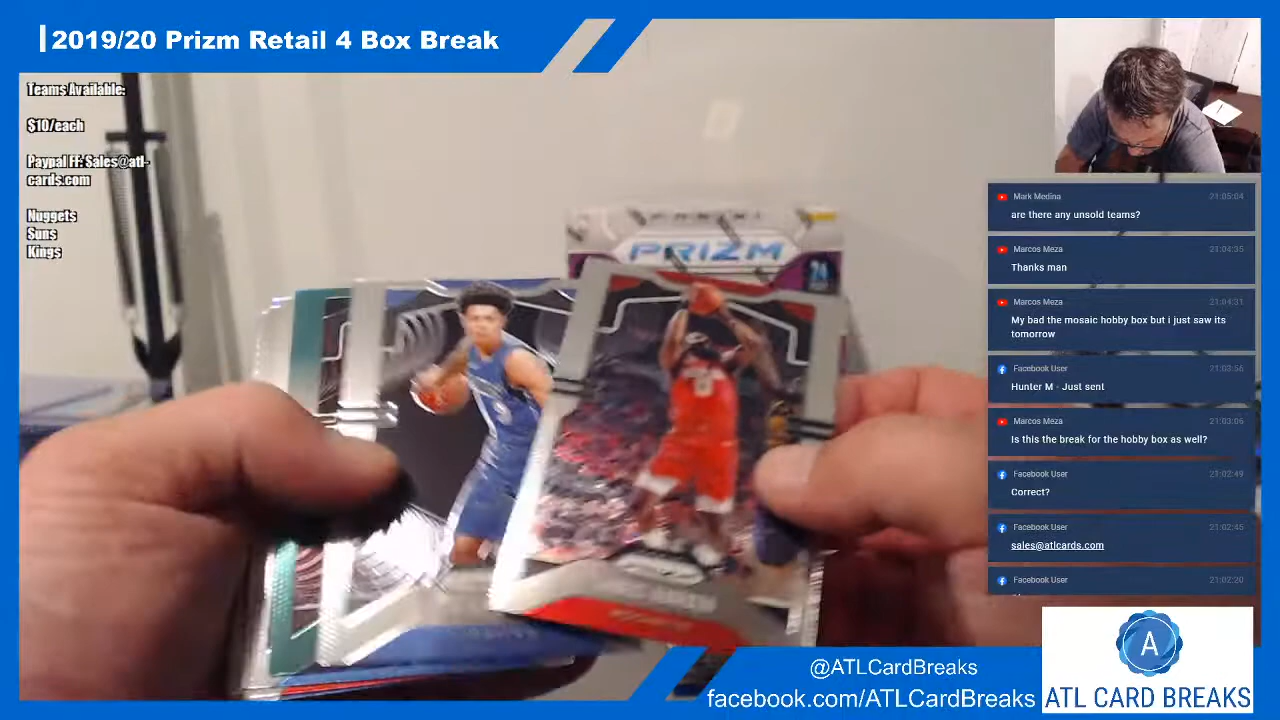 2019/20 Prizm Retail 4 Box Break
Teams Available:
$10/each
Paypal FF: Sales@atl-
cards.com
Nuggets
Suns
Kings
PRIZM
Mark Medina 21:05:04
are there any unsold teams?
Marcos Meza 21:04:35
Thanks man
Marcos Meza 21:04:31
My bad the mosaic hobby box but i just saw its
tomorrow
Facebook User 21:03:56
Hunter M - Just sent
Marcos Meza 21:03:06
Is this the break for the hobby box as well?
Facebook User 21:02:49
Correct?
Facebook User 21:02:45
sales@atlcards.com
Facebook User 21:02:20
@ATLCardBreaks
facebook.com/ATLCardBreaks
A
ATL CARD BREAKS